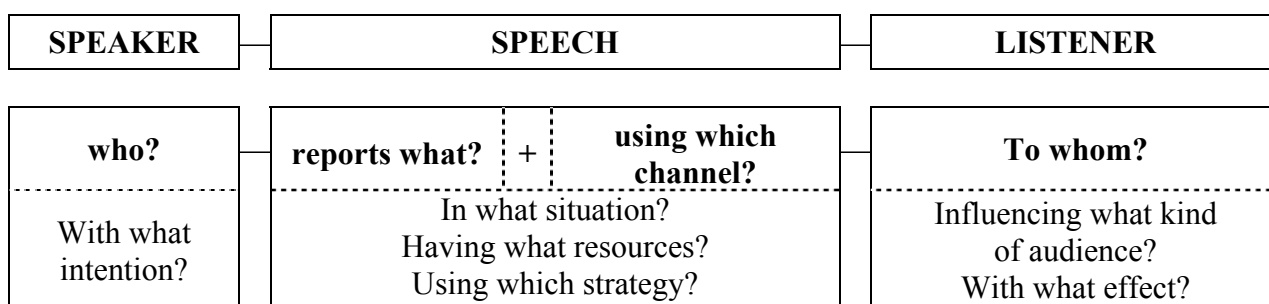 SPEAKER
SPEECH
LISTENER
who?
reports what?
+
using which
channel?
To whom?
With what
intention?
In what situation?
Having what resources?
Using which strategy?
Influencing what kind
of audience?
With what effect?